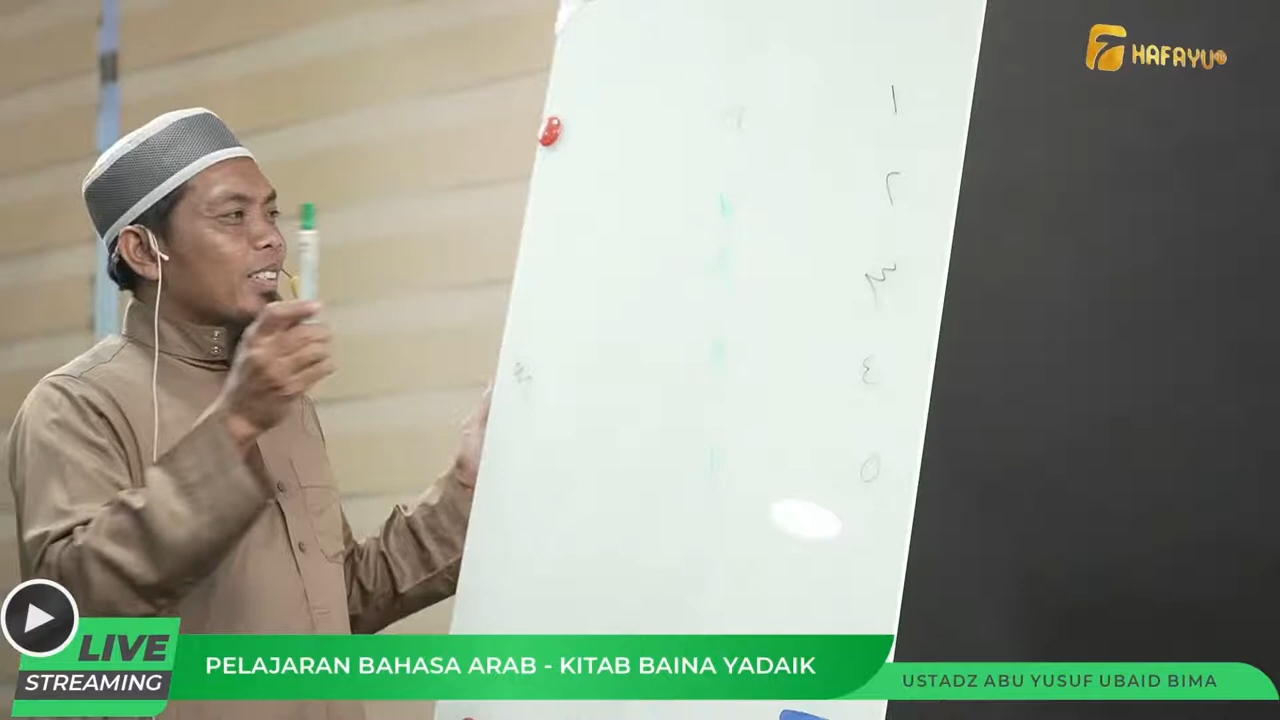 HAFAYU
١
٢
٣
٤
٥
LIVE
STREAMING
PELAJARAN BAHASA ARAB - KITAB BAINA YADAIK
USTADZ ABU YUSUF UBAID BIMA